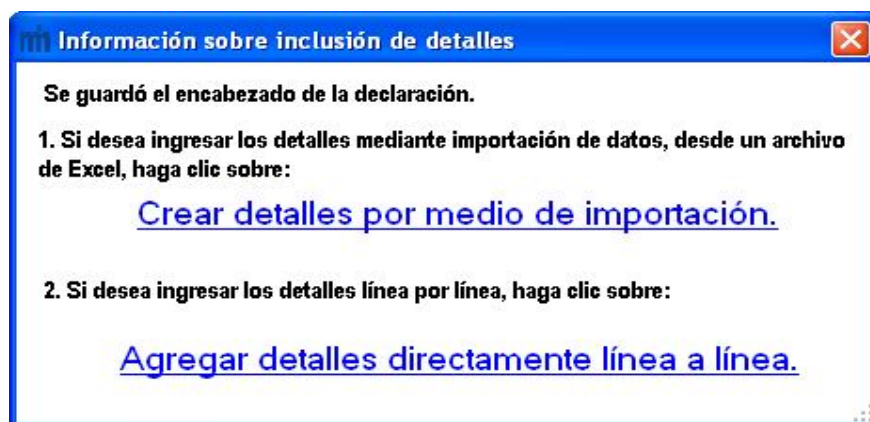 mh Información sobre inclusión de detalles
Se guardó el encabezado de la declaración.
1. Si desea ingresar los detalles mediante importación de datos, desde un archivo
de Excel, haga clic sobre:
Crear detalles por medio de importación.
2. Si desea ingresar los detalles línea por línea, haga clic sobre:
Agregar detalles directamente línea a línea.